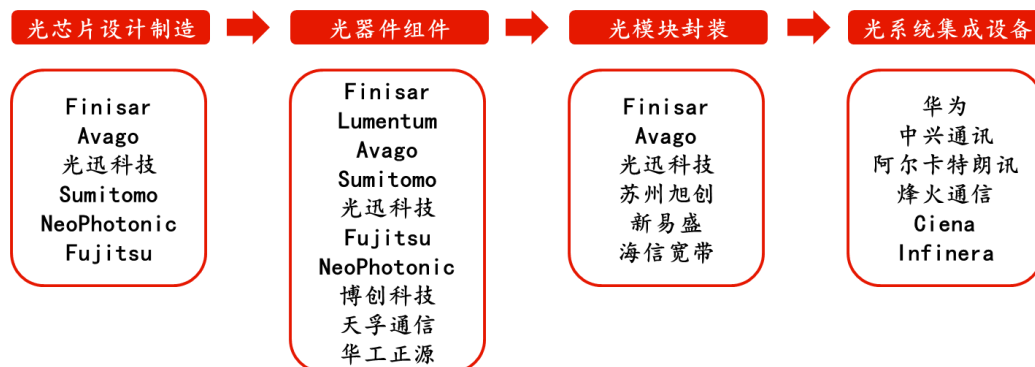 光芯片设计制造
光器件组件
光模块封装
光系统集成设备
Finisar
Avago
光迅科技
Sumitomo
NeoPhotonic
Fujitsu
Finisar
Lumentum
Avago
Sumitomo
光迅科技
Fujitsu
NeoPhotonic
博创科技
天孚通信
华工正源
Finisar
Avago
光迅科技
苏州旭创
新易盛
海信宽带
华为
中兴通讯
阿尔卡特朗讯
烽火通信
Ciena
Infinera